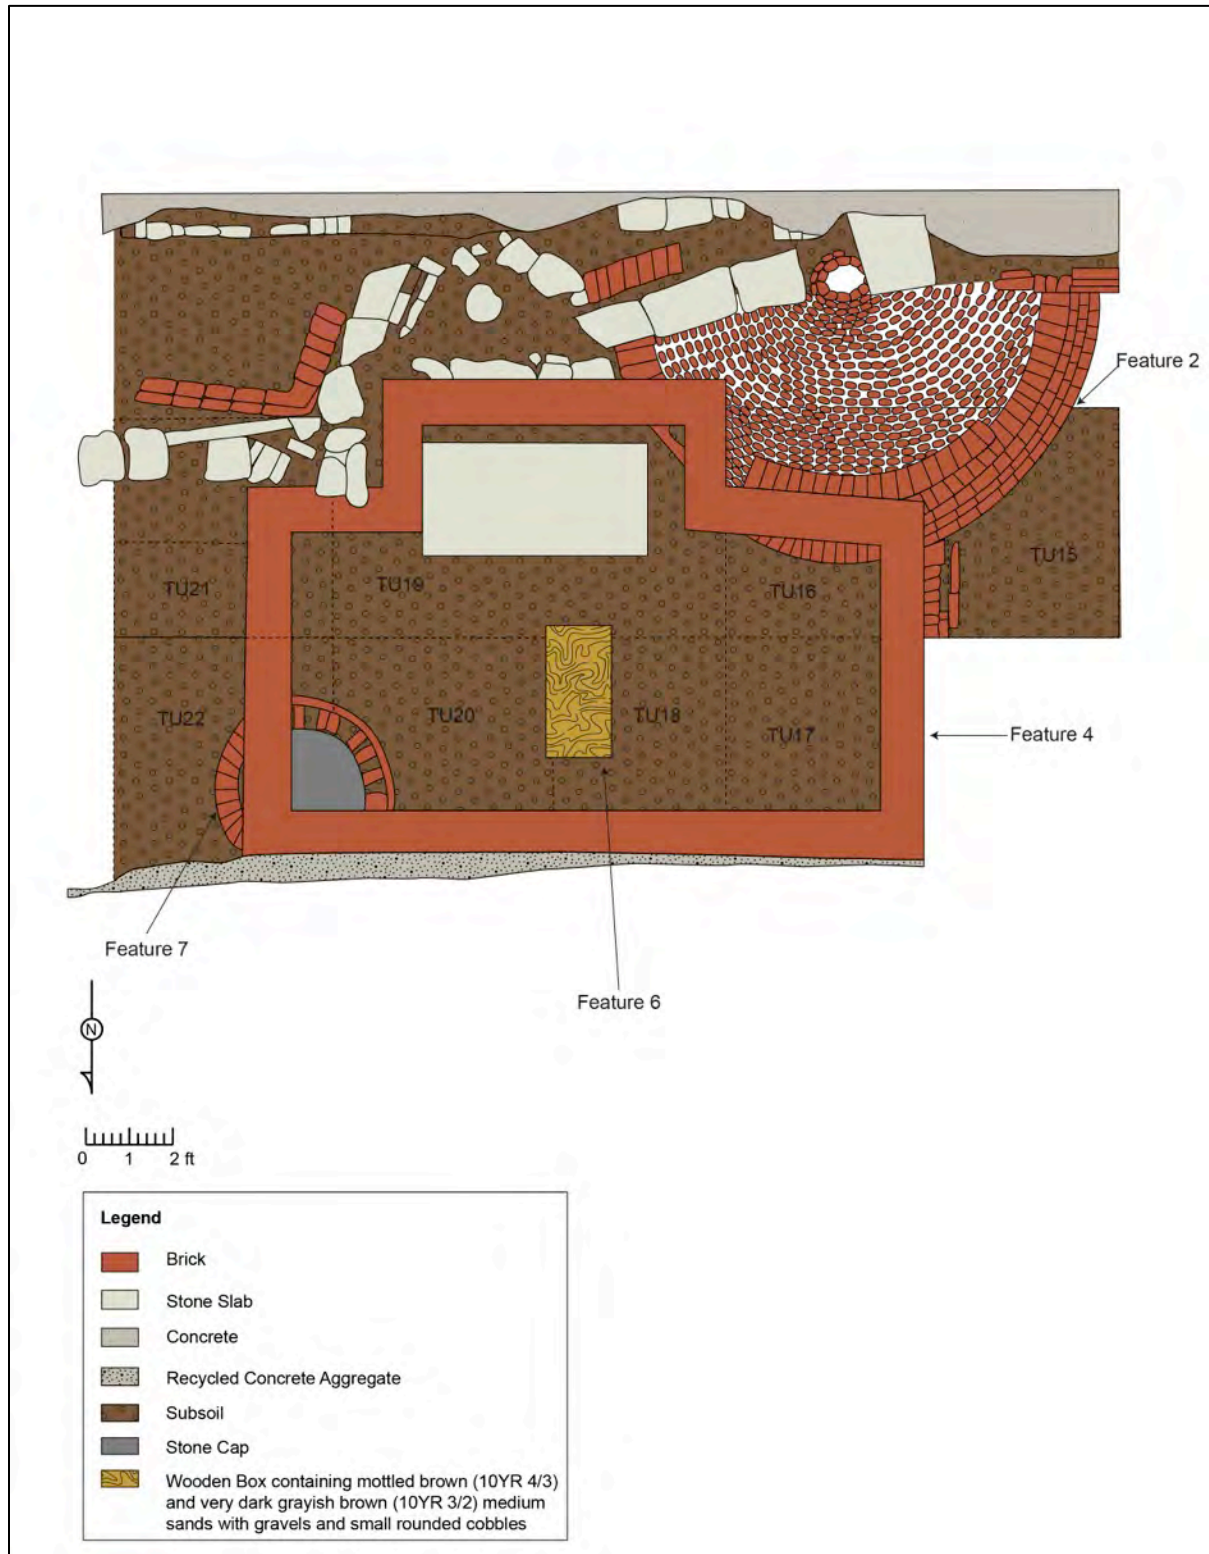 Feature 2
TU15
TU21
TU19
TU16
TU22
TU20
TU18
TU17
Feature 4
Feature 7
Feature 6
N
0 1 2 ft
Legend
Brick
Stone Slab
Concrete
Recycled Concrete Aggregate
Subsoil
Stone Cap
Wooden Box containing mottled brown (10YR 4/3)
and very dark grayish brown (10YR 3/2) medium
sands with gravels and small rounded cobbles